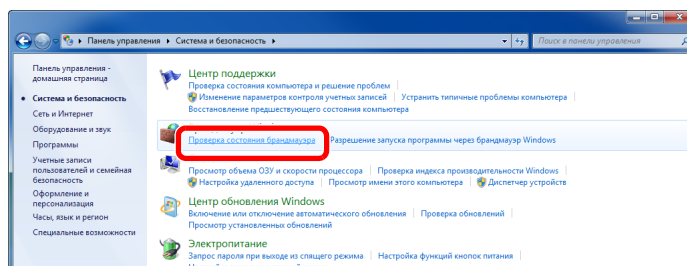 Панель управления ▸ Система и безопасность ▸
Поиск в панели управления
Панель управления -
домашняя страница
Система и безопасность
Сеть и Интернет
Оборудование и звук
Программы
Учетные записи
пользователей и семейная
безопасность
Оформление и
персонализация
Часы, язык и регион
Специальные возможности
Центр поддержки
Проверка состояния компьютера и решение проблем
Изменение параметров контроля учетных записей
Устранить типичные проблемы компьютера
Восстановление предшествующего состояния компьютера
Проверка состояния брандмауэра
Разрешение запуска программы через брандмауэр Windows
Просмотр объема ОЗУ и скорости процессора
Проверка индекса производительности Windows
Настройка удаленного доступа
Просмотр имени этого компьютера
Диспетчер устройств
Центр обновления Windows
Включение или отключение автоматического обновления
Проверка обновлений
Просмотр установленных обновлений
Электропитание
Запрос пароля при выходе из спящего режима
Настройка функций кнопок питания